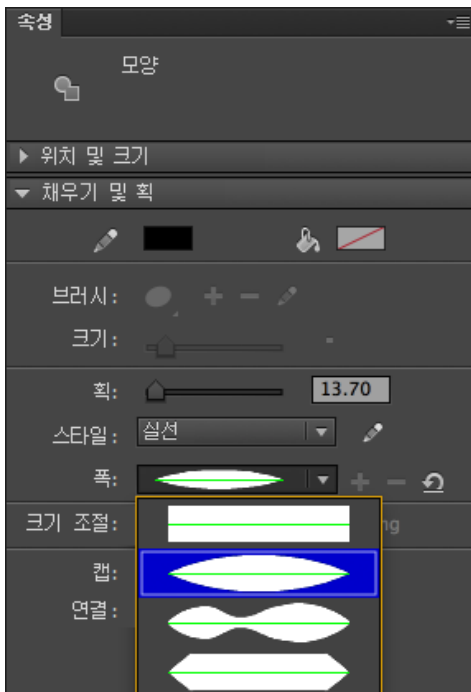 속성
모양
위치 및 크기
채우기 및 획
브러시:
크기:
획: 13.70
스타일: 실선
폭:
크기 조절: ng
캡:
연결: